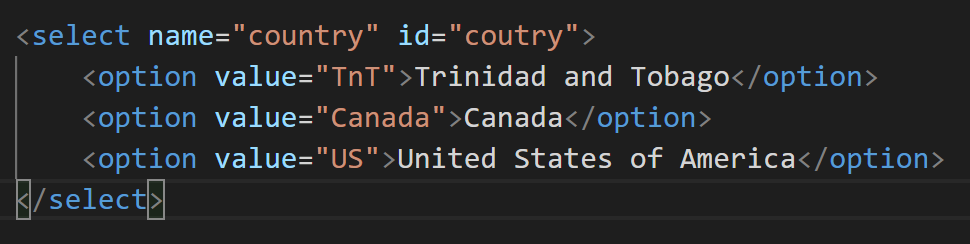 <select name="country" id="coutry">
<option value="TnT">Trinidad and Tobago</option>
<option value="Canada">Canada</option>
<option value="US">United States of America</option>
</select>